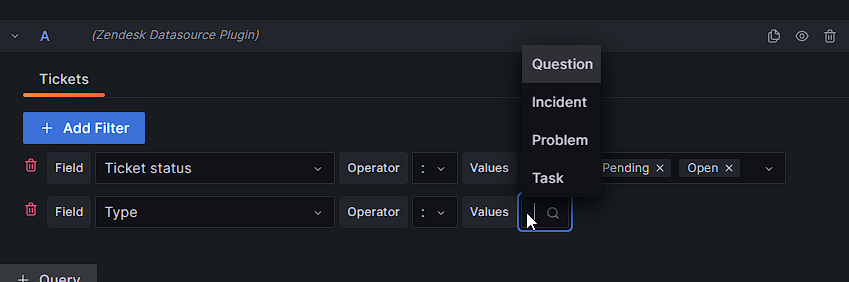 A (Zendesk Datasource Plugin)
Tickets
+ Add Filter
Field Ticket status Operator : Values Pending × Open ×
Field Type Operator : Values
Question
Incident
Problem
Task
+ Query